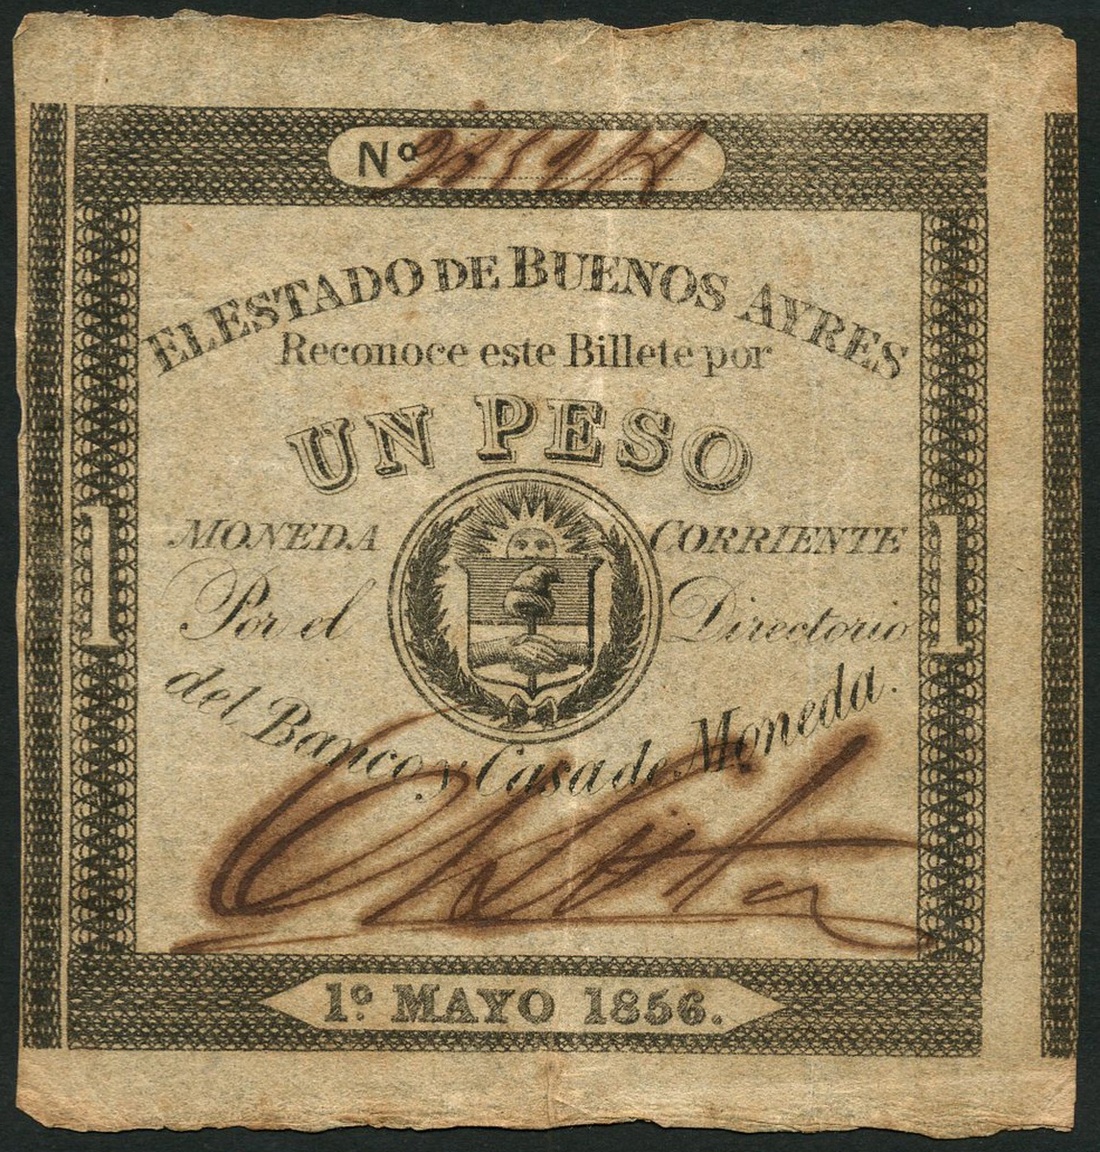 Nº
EL ESTADO DE BUENOS AYRES
Reconoce este Billete por
UN PESO
MONEDA CORRIENTE
1 1
Por el Directorio
del Banco y Casa de Moneda.
1º MAYO 1856.